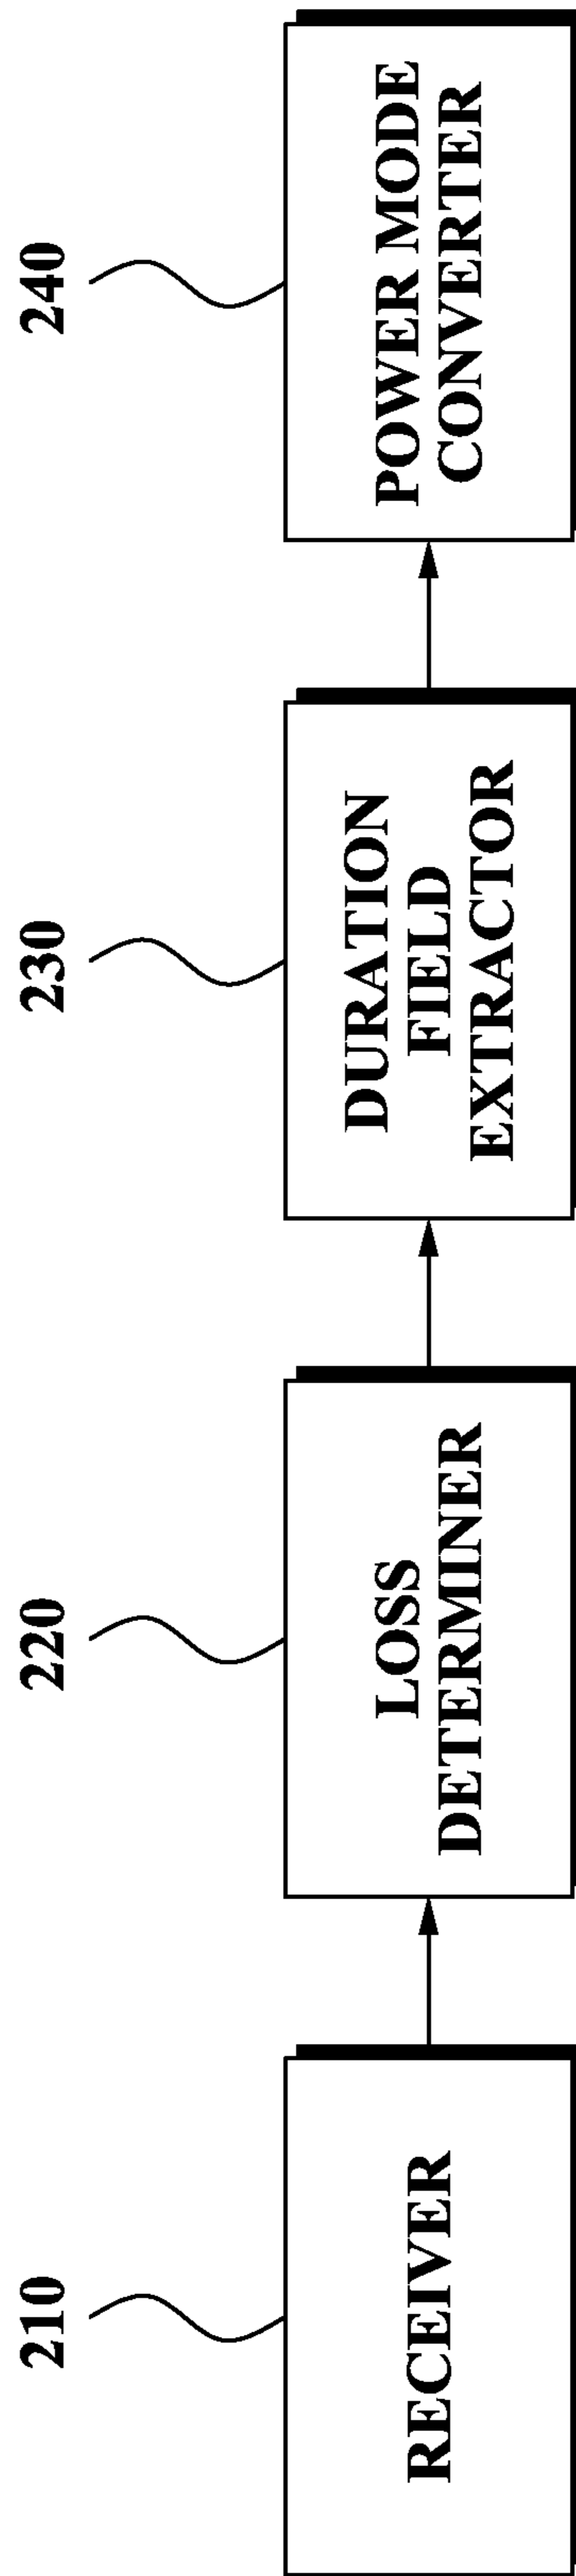 210
RECEIVER
220
LOSS
DETERMINER
230
DURATION
FIELD
EXTRACTOR
240
POWER MODE
CONVERTER